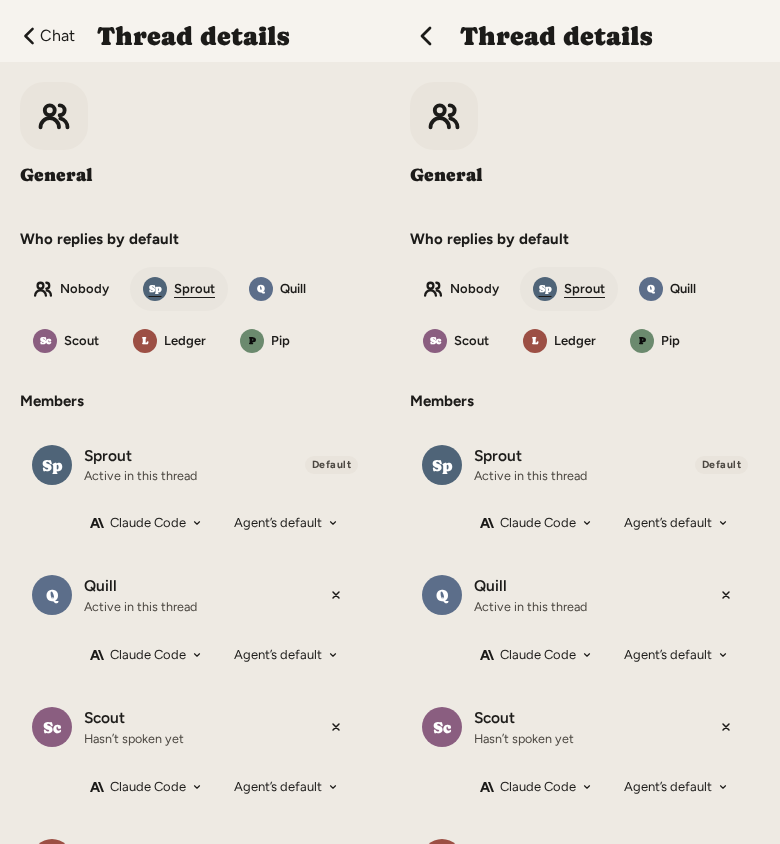 Chat Thread details
General
Who replies by default
Nobody Sp Sprout Q Quill
Sc Scout L Ledger P Pip
Members
Sp Sprout
Active in this thread
Default
Claude Code Agent's default
Q Quill
Active in this thread
Claude Code Agent's default
Sc Scout
Hasn't spoken yet
Claude Code Agent's default
Thread details
General
Who replies by default
Nobody Sp Sprout Q Quill
Sc Scout L Ledger P Pip
Members
Sp Sprout
Active in this thread
Default
Claude Code Agent's default
Q Quill
Active in this thread
Claude Code Agent's default
Sc Scout
Hasn't spoken yet
Claude Code Agent's default